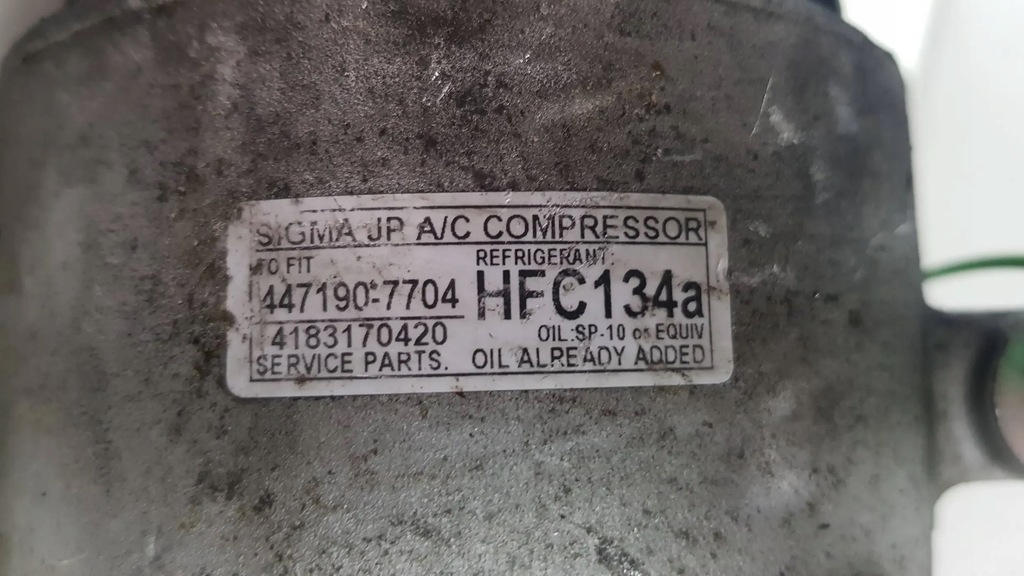 SIGMA JP A/C COMPRESSOR
TO FIT
447190-7704
4183170420
SERVICE PARTS.
REFRIGERANT:
HFC134a
OIL:SP-10 or EQUIV
OIL ALREADY ADDED